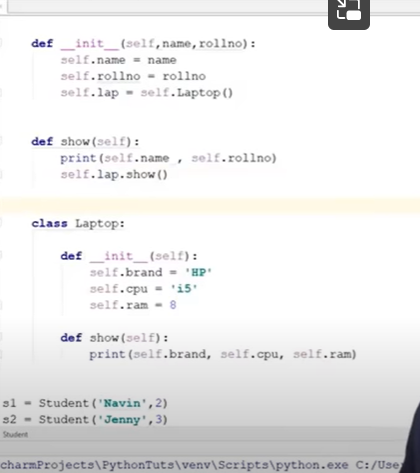 def __init__(self,name,rollno):
self.name = name
self.rollno = rollno
self.lap = self.Laptop()
def show(self):
print(self.name , self.rollno)
self.lap.show()
class Laptop:
def __init__(self):
self.brand = 'HP'
self.cpu = 'i5'
self.ram = 8
def show(self):
print(self.brand, self.cpu, self.ram)
s1 = Student('Navin',2)
s2 = Student('Jenny',3)
Student
charmProjects\PythonTuts\venv\Scripts\python.exe C:/Use